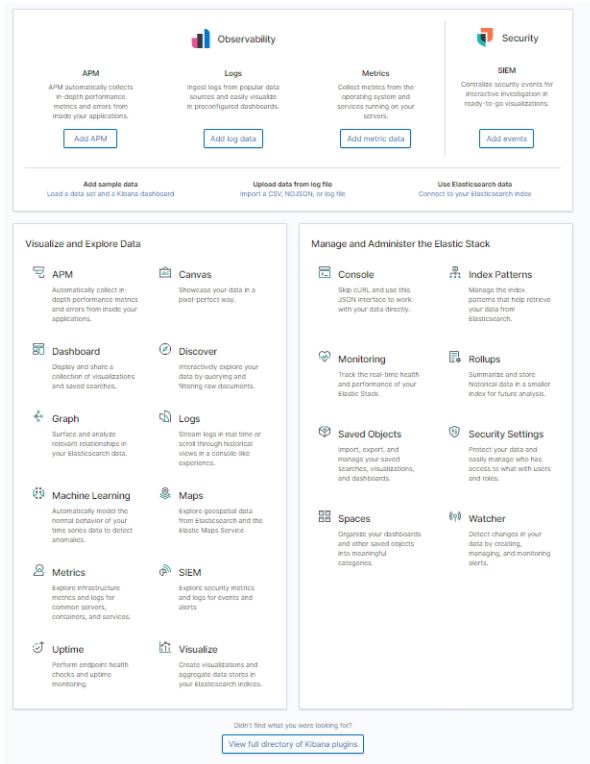 Observability
APM
APM automatically collects
in-depth performance
metrics and errors from
inside your applications.
Add APM
Logs
Ingest logs from popular data
sources and easily visualize
in preconfigured dashboards.
Add log data
Metrics
Collect metrics from the
operating system and
services running on your
servers.
Add metric data
Security
SIEM
Centralize security events for
interactive investigation in
ready-to-go visualizations.
Add events
Add sample data
Load a data set and a Kibana dashboard
Upload data from log file
Import a CSV, NDJSON, or log file
Use Elasticsearch data
Connect to your Elasticsearch index
Visualize and Explore Data
APM
Automatically collect in-
depth performance metrics
and errors from inside your
applications.
Canvas
Showcase your data in a
pixel-perfect way.
Dashboard
Display and share a
collection of visualizations
and saved searches.
Discover
Interactively explore your
data by querying and
filtering raw documents.
Graph
Surface and analyze
relevant relationships in
your Elasticsearch data.
Logs
Stream logs in real time or
scroll through historical
views in a console-like
experience.
Machine Learning
Automatically model the
normal behavior of your
time series data to detect
anomalies.
Maps
Explore geospatial data
from Elasticsearch and the
Elastic Maps Service
Metrics
Explore infrastructure
metrics and logs for
common servers,
containers, and services.
SIEM
Explore security metrics
and logs for events and
alerts
Uptime
Perform endpoint health
checks and uptime
monitoring.
Visualize
Create visualizations and
aggregate data stores in
your Elasticsearch indices.
Manage and Administer the Elastic Stack
Console
Skip cURL and use this
JSON interface to work
with your data directly.
Index Patterns
Manage the index
patterns that help retrieve
your data from
Elasticsearch.
Monitoring
Track the real-time health
and performance of your
Elastic Stack.
Rollups
Summarize and store
historical data in a smaller
index for future analysis.
Saved Objects
Import, export, and
manage your saved
searches, visualizations,
and dashboards.
Security Settings
Protect your data and
easily manage who has
access to what with users
and roles.
Spaces
Organize your dashboards
and other saved objects
into meaningful
categories.
Watcher
Detect changes in your
data by creating,
managing, and monitoring
alerts.
Didn't find what you were looking for?
View full directory of Kibana plugins